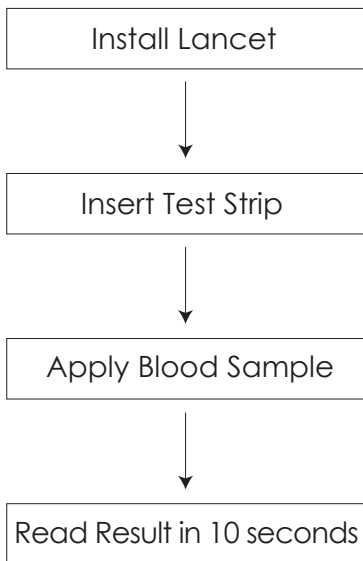 Install Lancet
Insert Test Strip
Apply Blood Sample
Read Result in 10 seconds